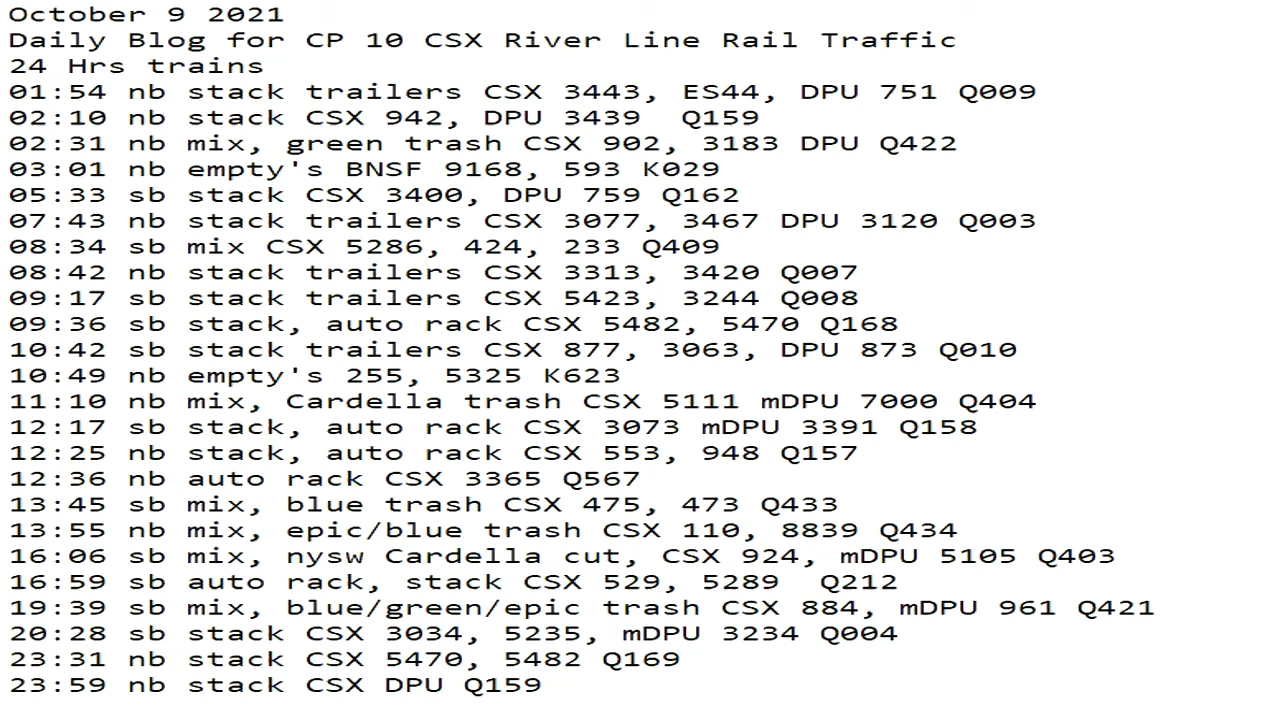 October 9 2021
Daily Blog for CP 10 CSX River Line Rail Traffic
24 Hrs trains
01:54 nb stack trailers CSX 3443, ES44, DPU 751 Q009
02:10 nb stack CSX 942, DPU 3439  Q159
02:31 nb mix, green trash CSX 902, 3183 DPU Q422
03:01 nb empty's BNSF 9168, 593 K029
05:33 sb stack CSX 3400, DPU 759 Q162
07:43 nb stack trailers CSX 3077, 3467 DPU 3120 Q003
08:34 sb mix CSX 5286, 424, 233 Q409
08:42 nb stack trailers CSX 3313, 3420 Q007
09:17 sb stack trailers CSX 5423, 3244 Q008
09:36 sb stack, auto rack CSX 5482, 5470 Q168
10:42 sb stack trailers CSX 877, 3063, DPU 873 Q010
10:49 nb empty's 255, 5325 K623
11:10 nb mix, Cardella trash CSX 5111 mDPU 7000 Q404
12:17 sb stack, auto rack CSX 3073 mDPU 3391 Q158
12:25 nb stack, auto rack CSX 553, 948 Q157
12:36 nb auto rack CSX 3365 Q567
13:45 sb mix, blue trash CSX 475, 473 Q433
13:55 nb mix, epic/blue trash CSX 110, 8839 Q434
16:06 sb mix, nysw Cardella cut, CSX 924, mDPU 5105 Q403
16:59 sb auto rack, stack CSX 529, 5289  Q212
19:39 sb mix, blue/green/epic trash CSX 884, mDPU 961 Q421
20:28 sb stack CSX 3034, 5235, mDPU 3234 Q004
23:31 nb stack CSX 5470, 5482 Q169
23:59 nb stack CSX DPU Q159